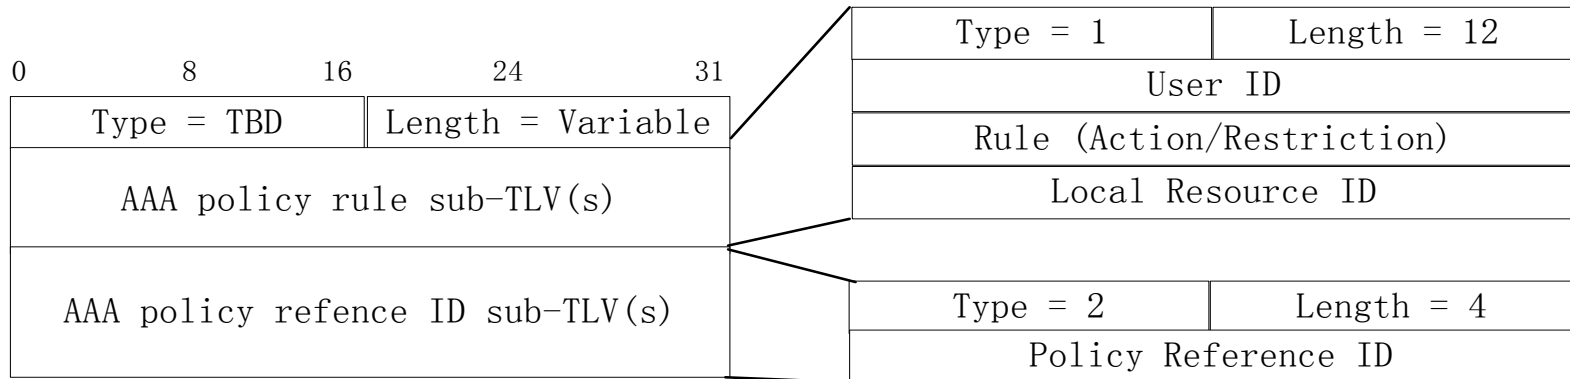 0 8 16 24 31
Type = TBD Length = Variable
AAA policy rule sub-TLV(s)
AAA policy refence ID sub-TLV(s)
Type = 1 Length = 12
User ID
Rule (Action/Restriction)
Local Resource ID
Type = 2 Length = 4
Policy Reference ID